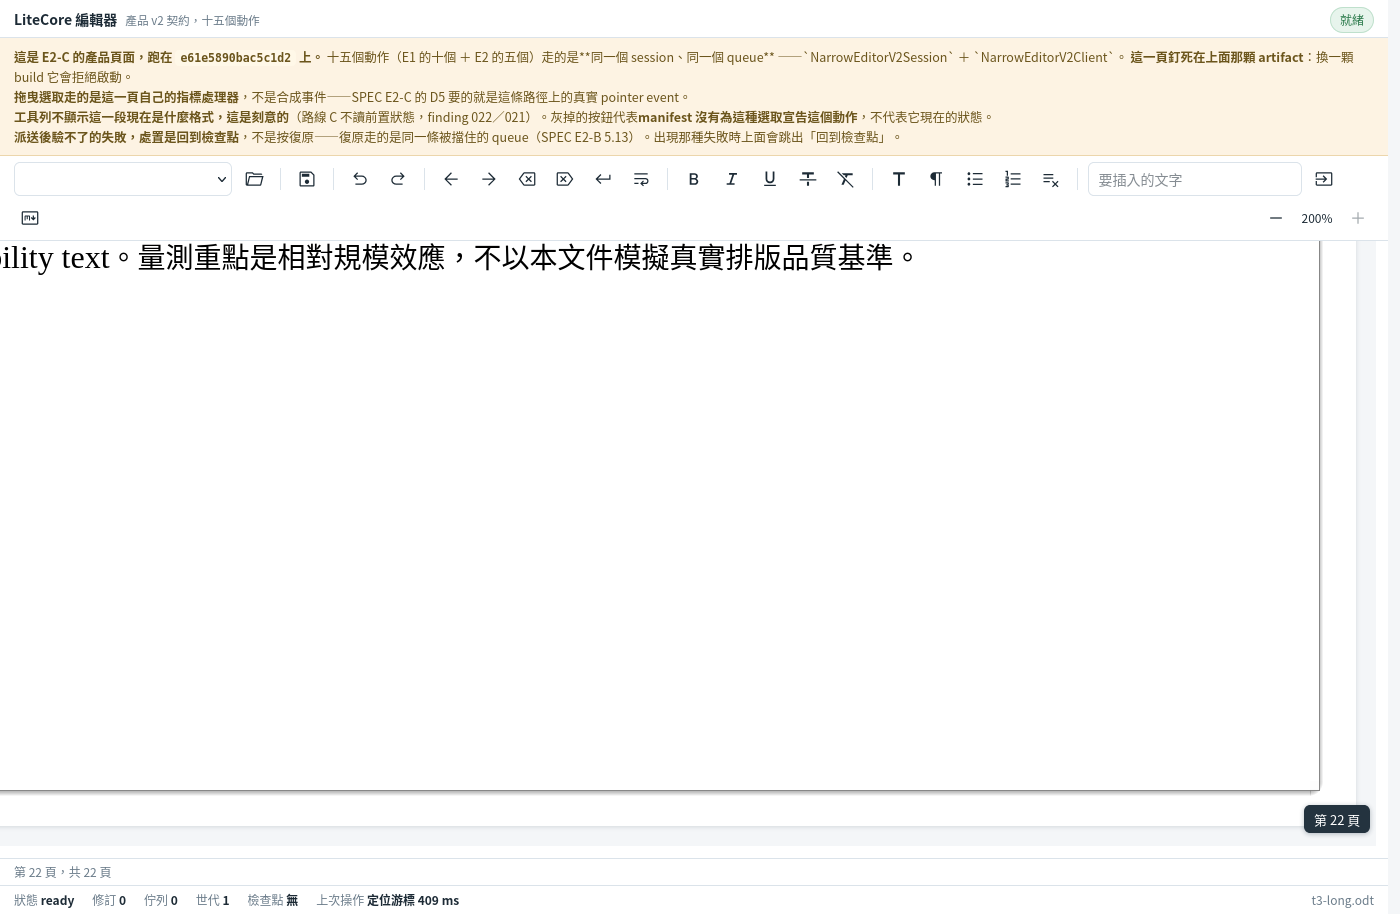 LiteCore 編輯器 產品 v2 契約，十五個動作 就緒
這是 E2-C 的產品頁面，跑在 e61e5890bac5c1d2 上。 十五個動作（E1 的十個 ＋ E2 的五個）走的是**同一個 session、同一個 queue** ——`NarrowEditorV2Session` ＋ `NarrowEditorV2Client`。 這一頁釘死在上面那顆 artifact：換一顆
build 它會拒絕啟動。
拖曳選取走的是這一頁自己的指標處理器，不是合成事件——SPEC E2-C 的 D5 要的就是這條路徑上的真實 pointer event。
工具列不顯示這一段現在是什麼格式，這是刻意的（路線 C 不讀前置狀態，finding 022／021）。灰掉的按鈕代表manifest 沒有為這種選取宣告這個動作，不代表它現在的狀態。
派送後驗不了的失敗，處置是回到檢查點，不是按復原——復原走的是同一條被擋住的 queue（SPEC E2-B 5.13）。出現那種失敗時上面會跳出「回到檢查點」。
要插入的文字
200%
ility text。量測重點是相對規模效應，不以本文件模擬真實排版品質基準。
第 22 頁
第 22 頁，共 22 頁
狀態 ready 修訂 0 佇列 0 世代 1 檢查點 無 上次操作 定位游標 409 ms t3-long.odt